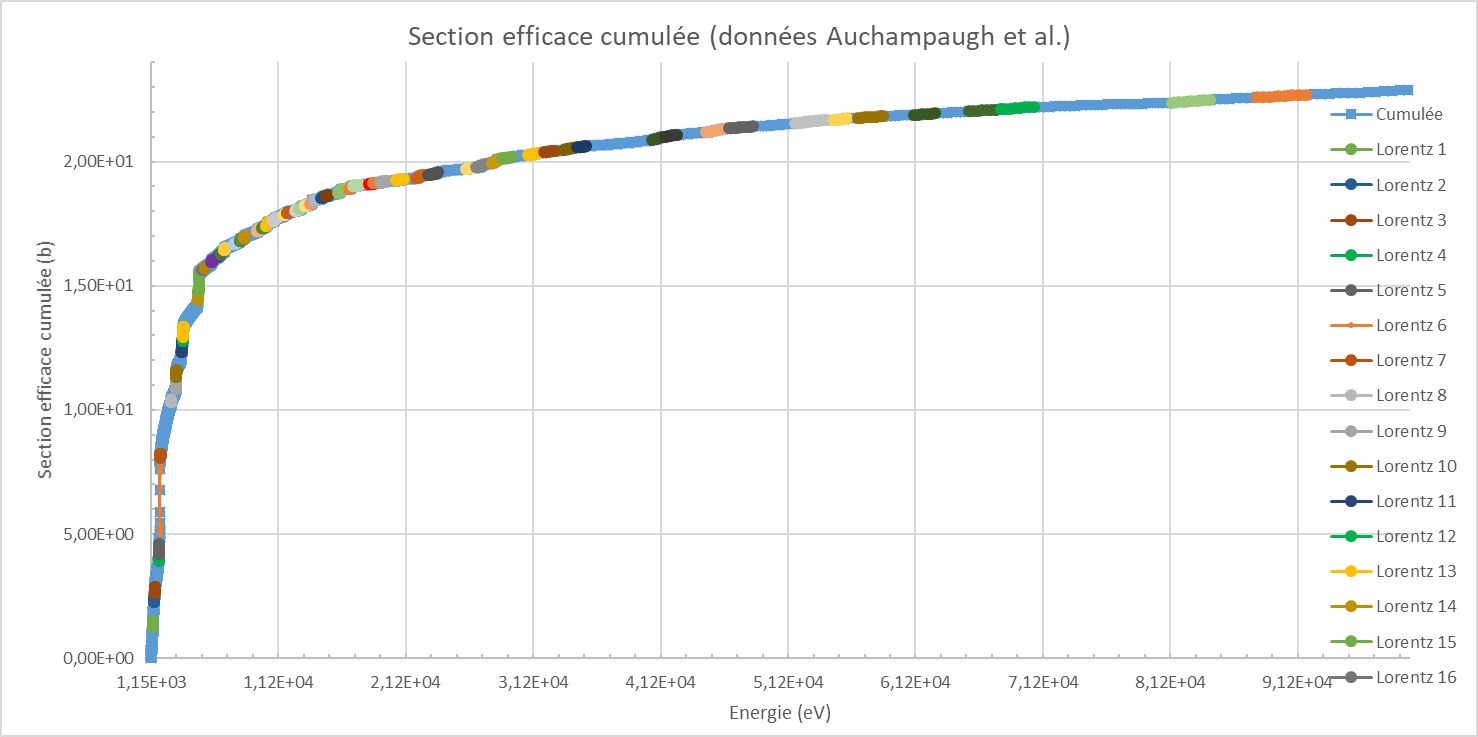 Section efficace cumulée (données Auchampaugh et al.)
Section efficace cumulée (b)
2,00E+01
1,50E+01
1,00E+01
5,00E+00
0,00E+00
1,15E+03 1,12E+04 2,12E+04 3,12E+04 4,12E+04 5,12E+04 6,12E+04 7,12E+04 8,12E+04 9,12E+04
Energie (eV)
Cumulée
Lorentz 1
Lorentz 2
Lorentz 3
Lorentz 4
Lorentz 5
Lorentz 6
Lorentz 7
Lorentz 8
Lorentz 9
Lorentz 10
Lorentz 11
Lorentz 12
Lorentz 13
Lorentz 14
Lorentz 15
Lorentz 16